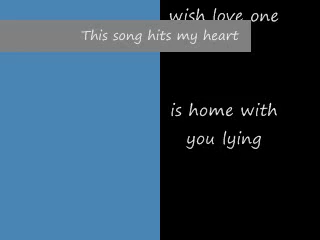 wish love one
This song hits my heart
is home with
you lying